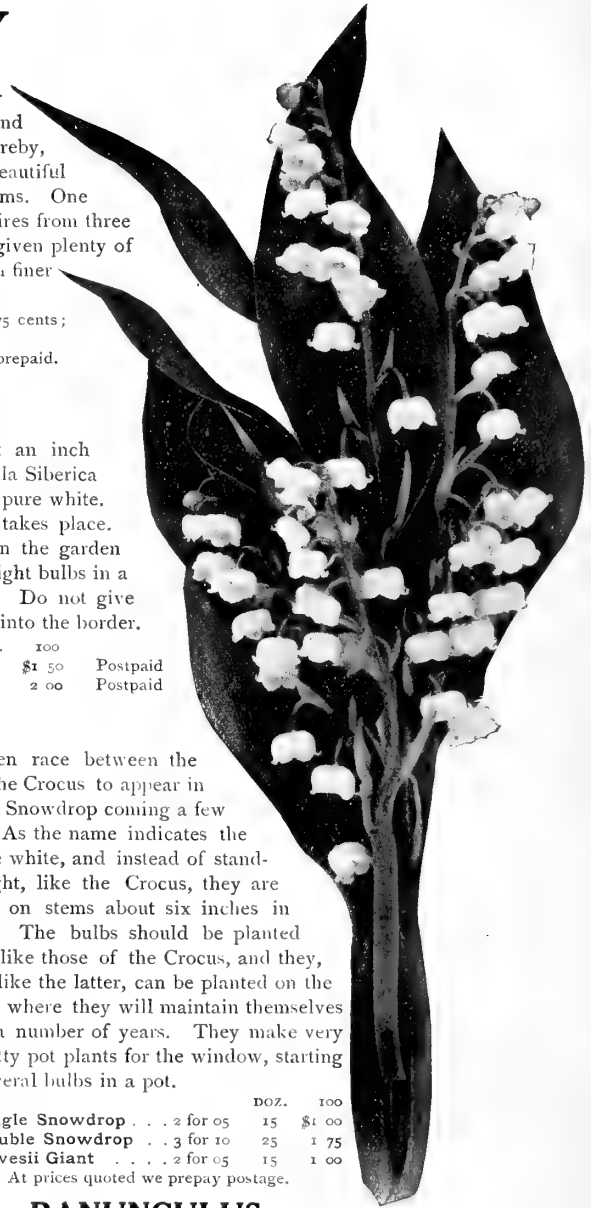 Y
nd
reby,
eautiful
ms. One
ires from three
given plenty of
finer
75 cents;
prepaid.
an inch
la Siberica
pure white.
takes place.
n the garden
ight bulbs in a
Do not give
into the border.
100
$1 50 Postpaid
2 00 Postpaid
en race between the
he Crocus to appear in
Snowdrop coming a few
As the name indicates the
e white, and instead of stand-
ght, like the Crocus, they are
on stems about six inches in
The bulbs should be planted
like those of the Crocus, and they,
like the latter, can be planted on the
where they will maintain themselves
a number of years. They make very
ty pot plants for the window, starting
veral bulbs in a pot.
DOZ. 100
gle Snowdrop . . . 2 for 05 15 $1 00
uble Snowdrop . . 3 for 10 25 1 75
vesii Giant . . . . 2 for 05 15 1 00
At prices quoted we prepay postage.
RANUNCULUS